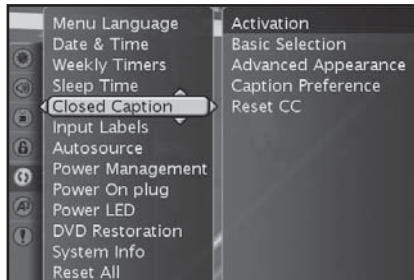 Menu Language
Date & Time
Weekly Timers
Sleep Time
Closed Caption
Input Labels
Autosource
Power Management
Power On plug
Power LED
DVD Restoration
System Info
Reset All
Activation
Basic Selection
Advanced Appearance
Caption Preference
Reset CC